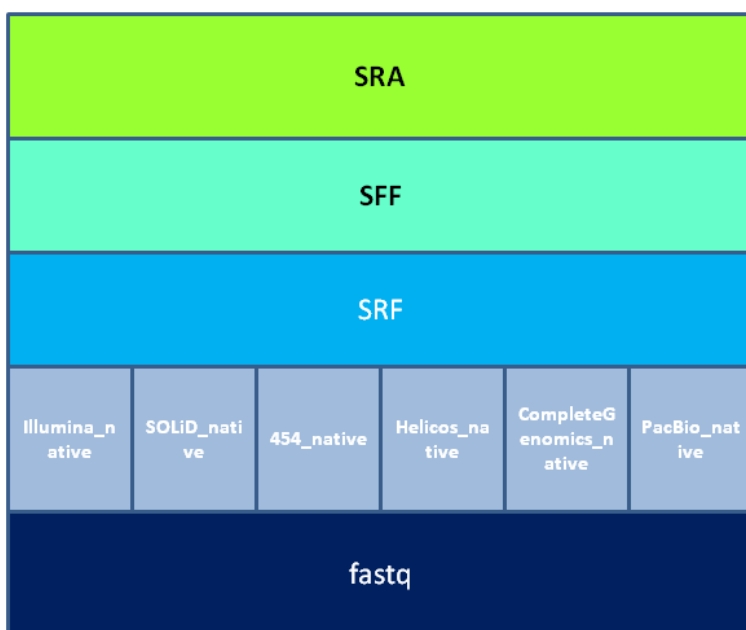 SRA
SFF
SRF
Illumina_n
ative
SOLiD_nati
ve
454_native
Helicos_na
tive
CompleteG
enomics_n
ative
PacBio_nat
ive
fastq